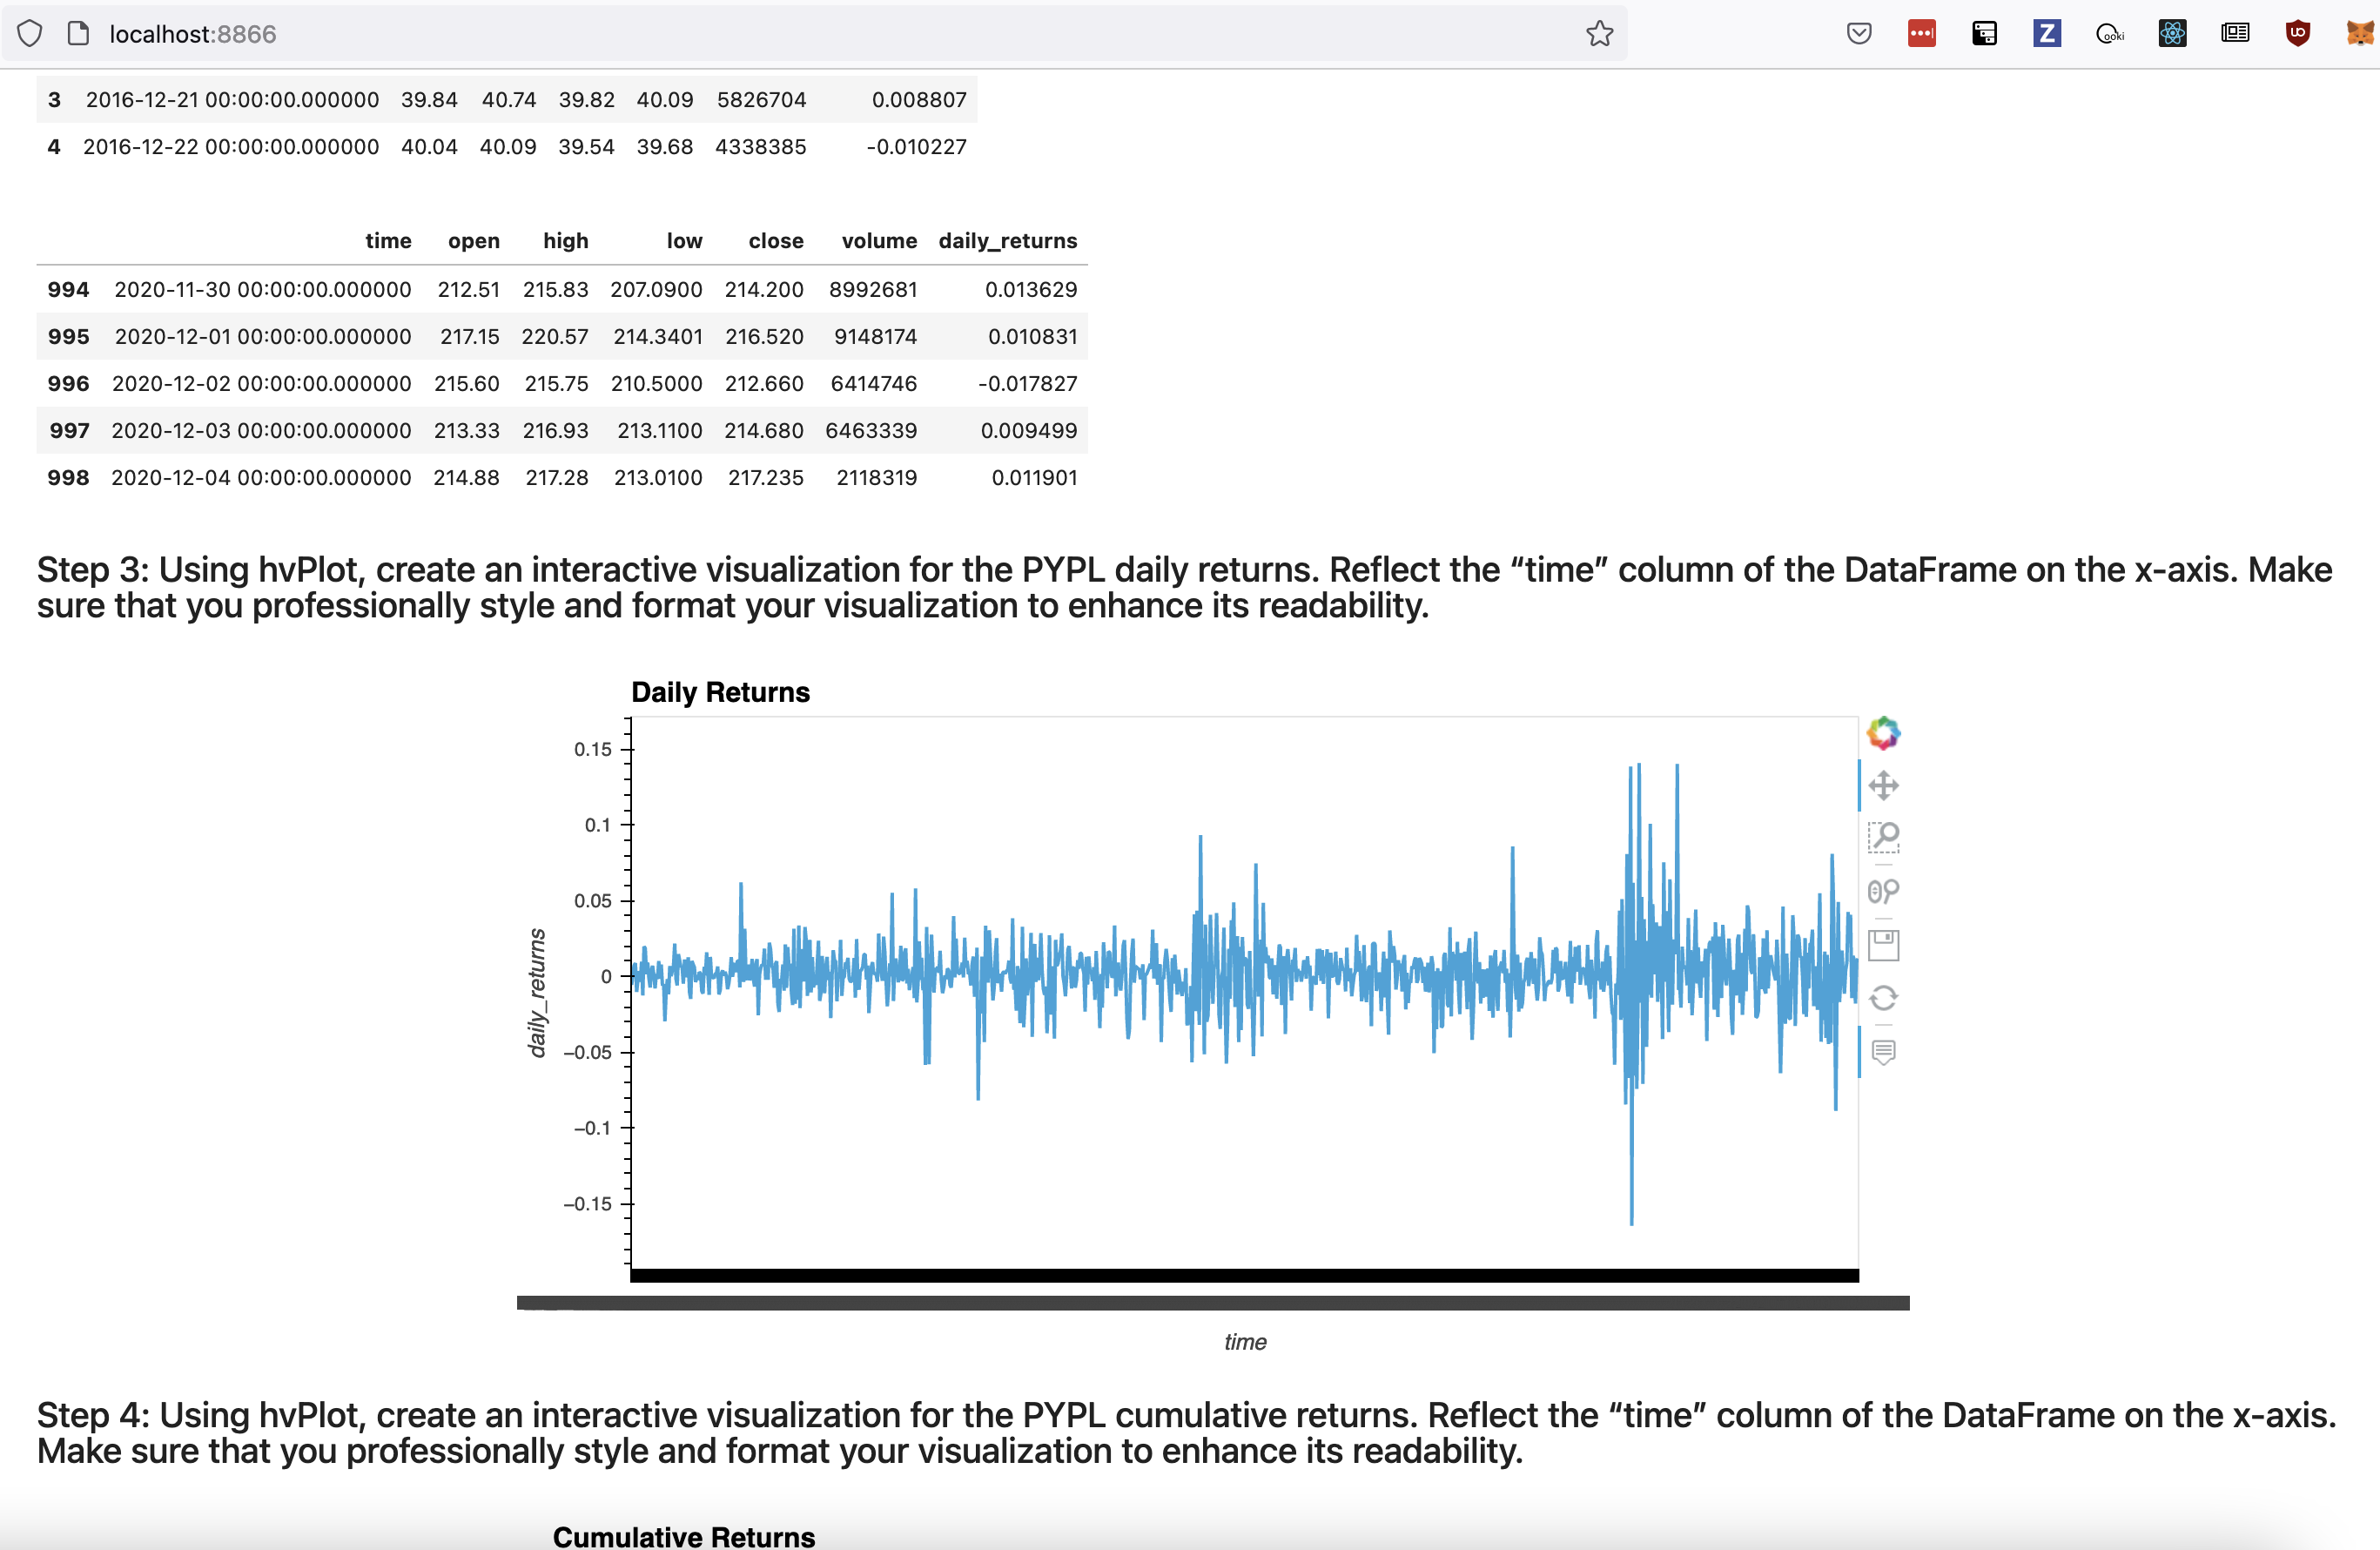 localhost:8866
ooki
3 2016-12-21 00:00:00.000000 39.84 40.74 39.82 40.09 5826704 0.008807
4 2016-12-22 00:00:00.000000 40.04 40.09 39.54 39.68 4338385 -0.010227
time open high low close volume daily_returns
994 2020-11-30 00:00:00.000000 212.51 215.83 207.0900 214.200 8992681 0.013629
995 2020-12-01 00:00:00.000000 217.15 220.57 214.3401 216.520 9148174 0.010831
996 2020-12-02 00:00:00.000000 215.60 215.75 210.5000 212.660 6414746 -0.017827
997 2020-12-03 00:00:00.000000 213.33 216.93 213.1100 214.680 6463339 0.009499
998 2020-12-04 00:00:00.000000 214.88 217.28 213.0100 217.235 2118319 0.011901
Step 3: Using hvPlot, create an interactive visualization for the PYPL daily returns. Reflect the “time” column of the DataFrame on the x-axis. Make
sure that you professionally style and format your visualization to enhance its readability.
Daily Returns
0.15
0.1
0.05
0
−0.05
−0.1
−0.15
daily_returns
time
Step 4: Using hvPlot, create an interactive visualization for the PYPL cumulative returns. Reflect the “time” column of the DataFrame on the x-axis.
Make sure that you professionally style and format your visualization to enhance its readability.
Cumulative Returns